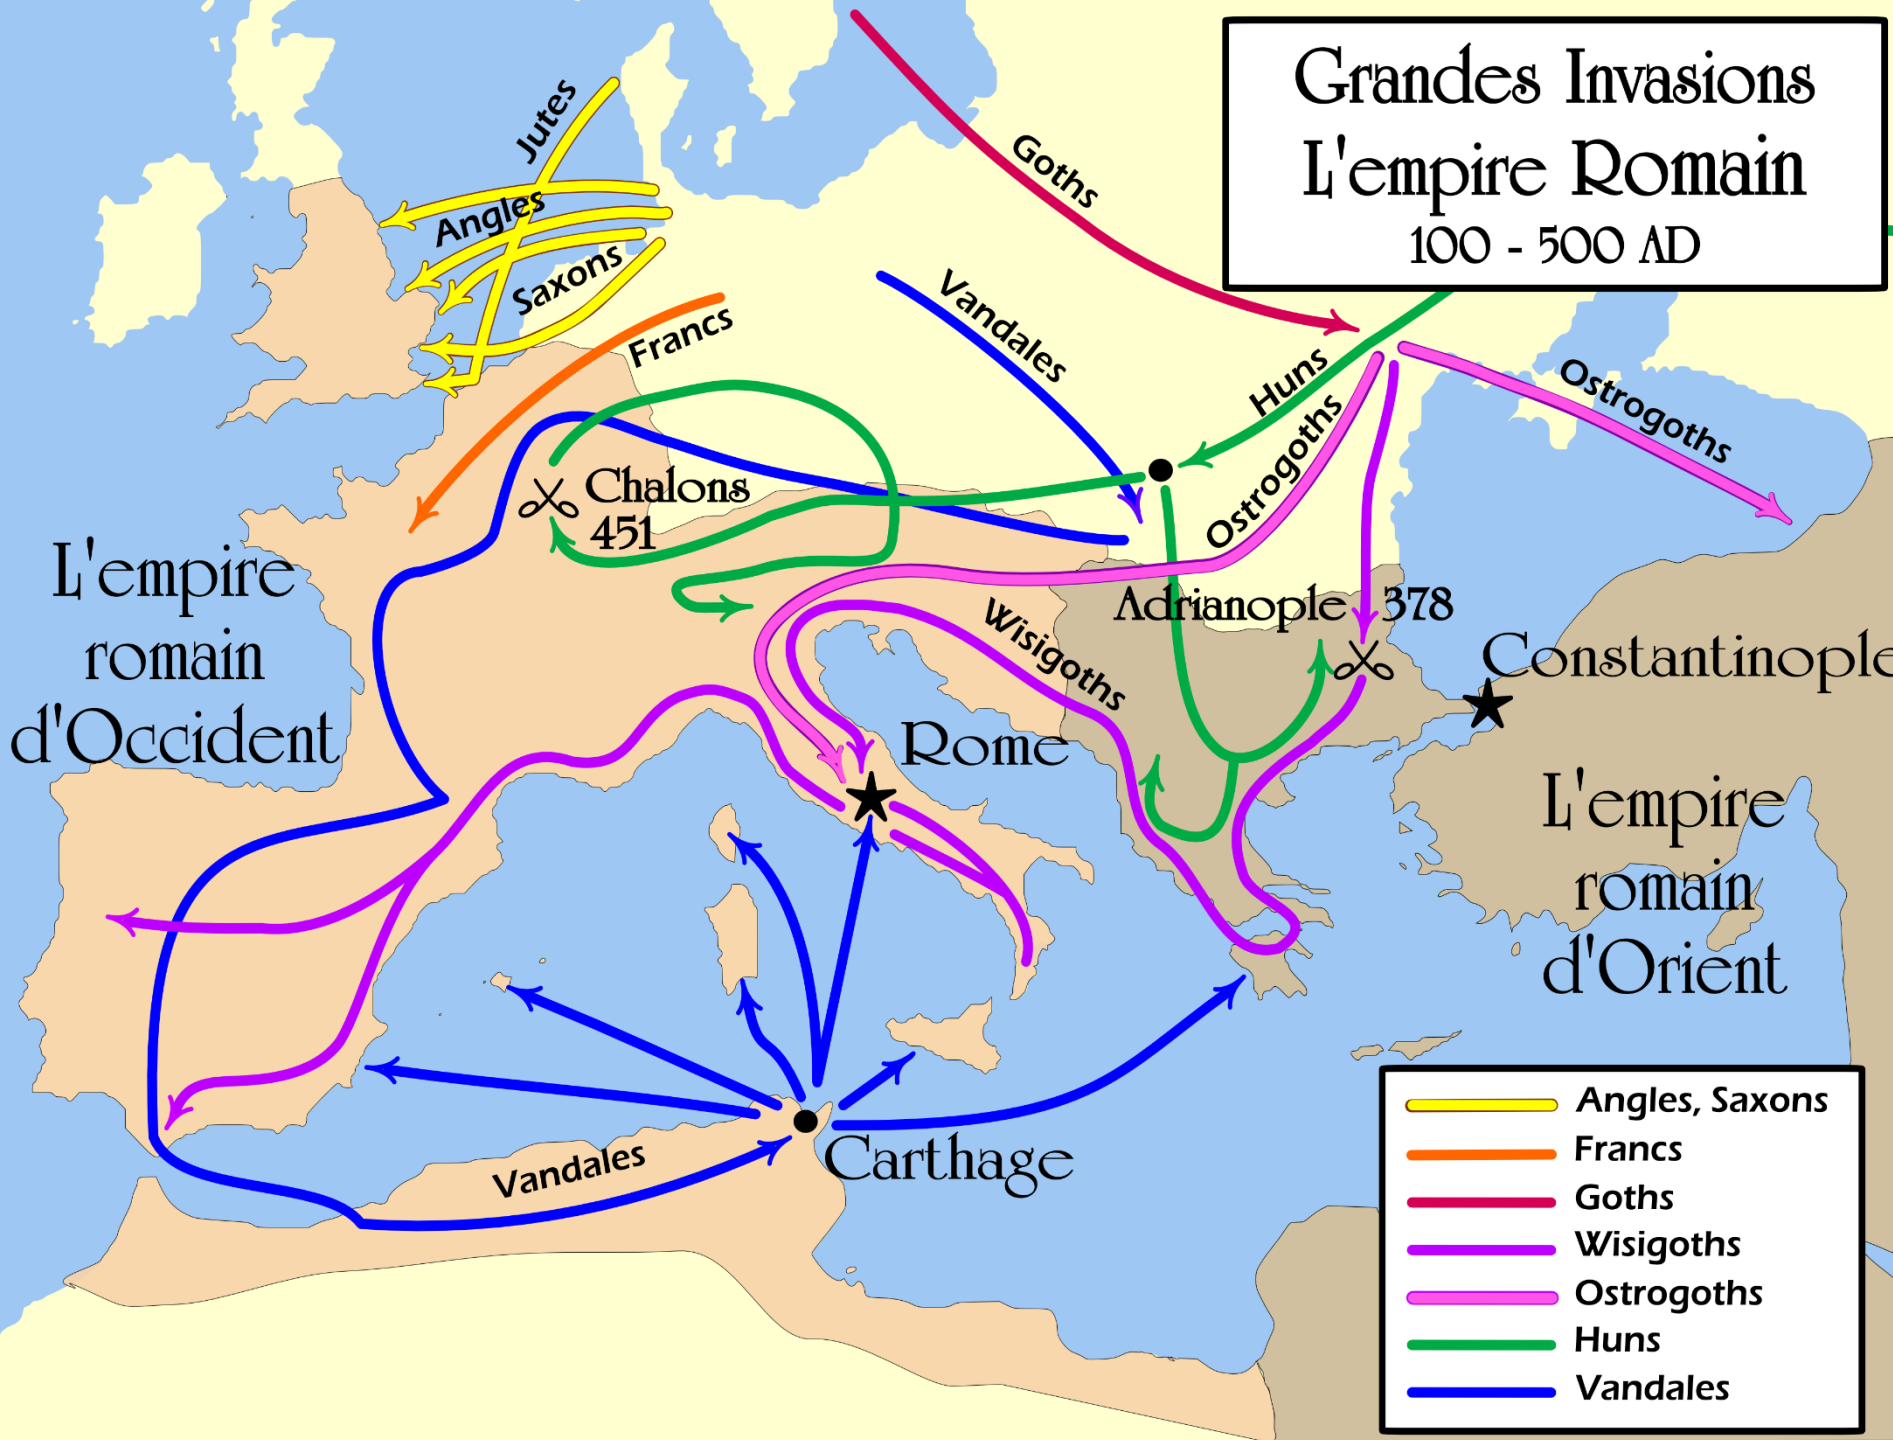 Grandes Invasions
L'empire Romain
100 - 500 AD
Jutes
Angles
Saxons
Francs
Goths
Vandales
Huns
Ostrogoths
Ostrogoths
Chalons
451
Adrianople 378
Constantinople
Wisigoths
L'empire
romain
d'Occident
Rome
L'empire
romain
d'Orient
Vandales
Carthage
Angles, Saxons
Francs
Goths
Wisigoths
Ostrogoths
Huns
Vandales